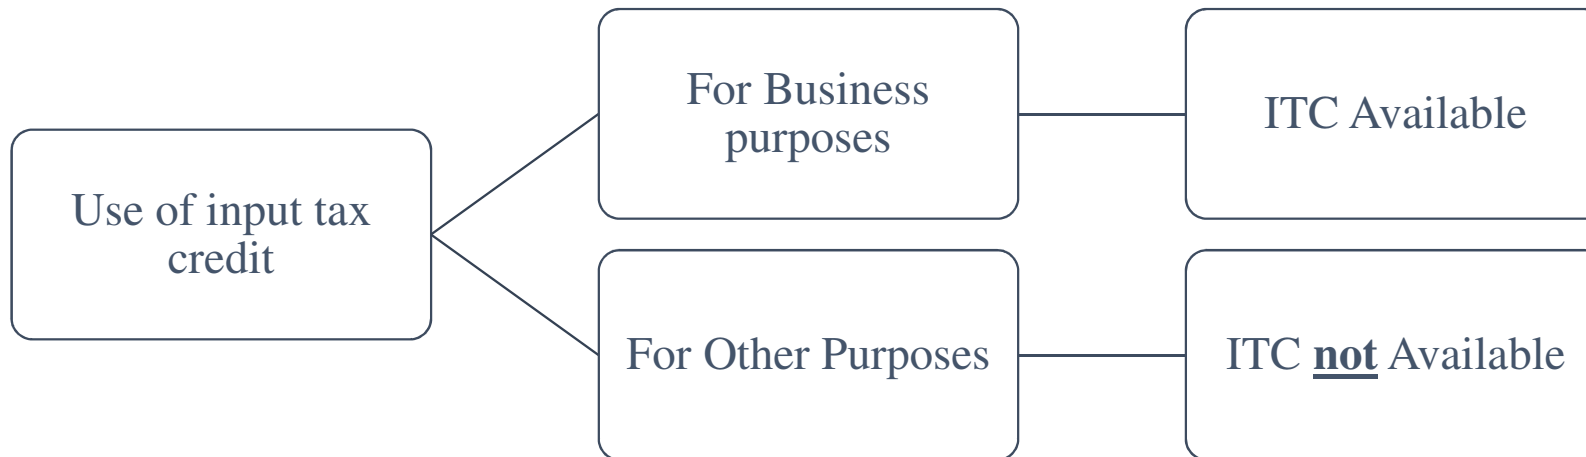 Use of input tax
credit
For Business
purposes
ITC Available
For Other Purposes
ITC not Available